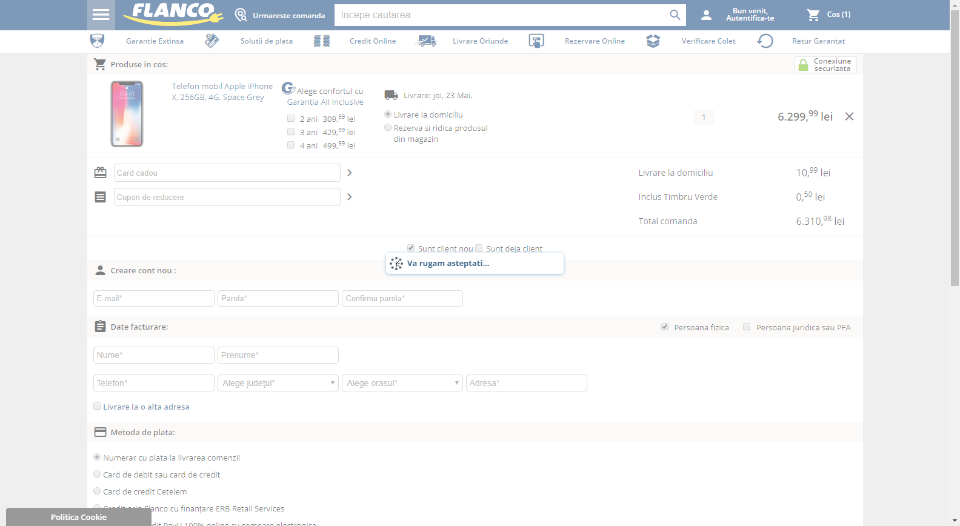 FLANCO
Urmareste comanda
Incepe cautarea
Bun venit,
Autentifica-te
Cos (1)
Garantie Extinsa
Solutii de plata
Credit Online
Livrare Oriunde
Rezervare Online
Verificare Colet
Retur Garantat
Produse in cos:
Conexiune
securizata
Telefon mobil Apple iPhone
X, 256GB, 4G, Space Grey
G Alege confortul cu
Garantia All Inclusive
2 ani 309,99 lei
3 ani 429,99 lei
4 ani 499,99 lei
Livrare: joi, 23 Mai.
Livrare la domiciliu
Rezerva si ridica produsul
din magazin
1
6.299,99 lei
Card cadou
Livrare la domiciliu 10,99 lei
Cupon de reducere
Inclus Timbru Verde 0,50 lei
Total comanda 6.310,98 lei
Sunt client nou Sunt deja client
Va rugam asteptati...
Creare cont nou :
E-mail* Parola* Confirma parola*
Date facturare:
Persoana fizica Persoana juridica sau PFA
Nume* Prenume*
Telefon* Alege județul* Alege orasul* Adresa*
Livrare la o alta adresa
Metoda de plata:
Numerar cu plata la livrarea comenzii
Card de debit sau card de credit
Card de credit Cetelem
Flanco cu finanțare ERB Retail Services
100% online cu compare electronica
Politica Cookie